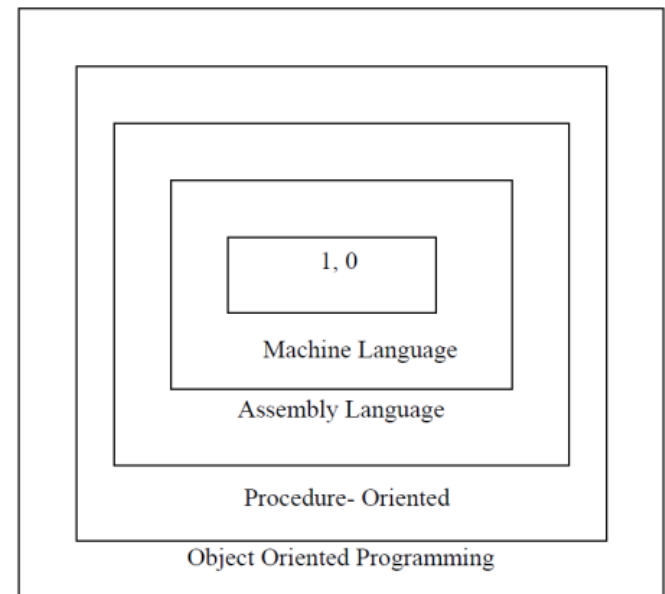 1, 0
Machine Language
Assembly Language
Procedure- Oriented
Object Oriented Programming